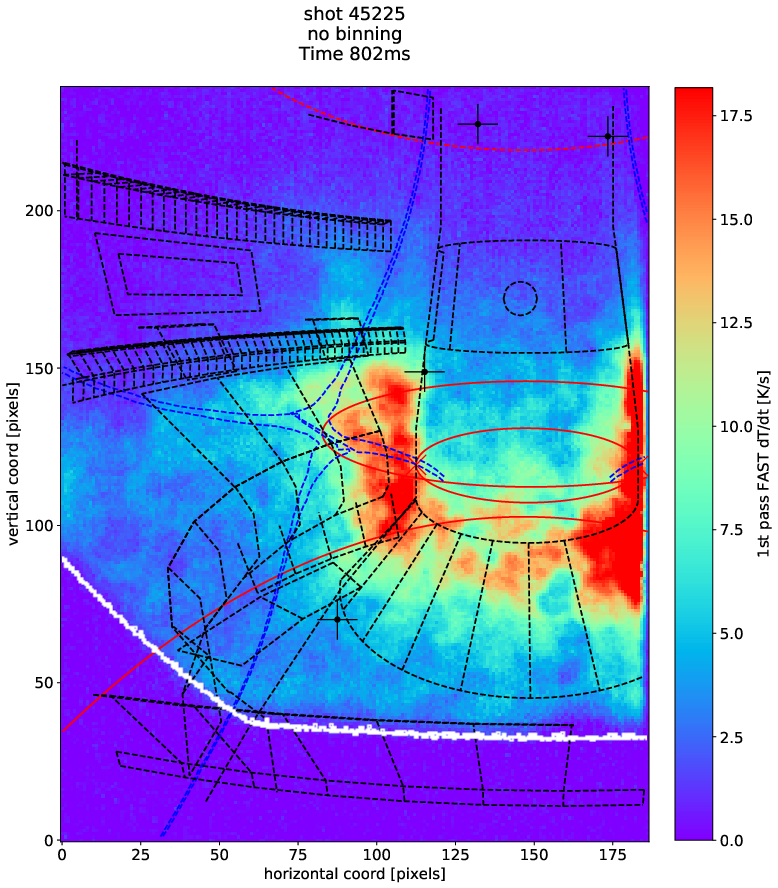 shot 45225
no binning
Time 802ms
vertical coord [pixels]
200
150
100
50
0
0 25 50 75 100 125 150 175
horizontal coord [pixels]
17.5
15.0
12.5
10.0
7.5
5.0
2.5
0.0
1st pass FAST dT/dt [K/s]